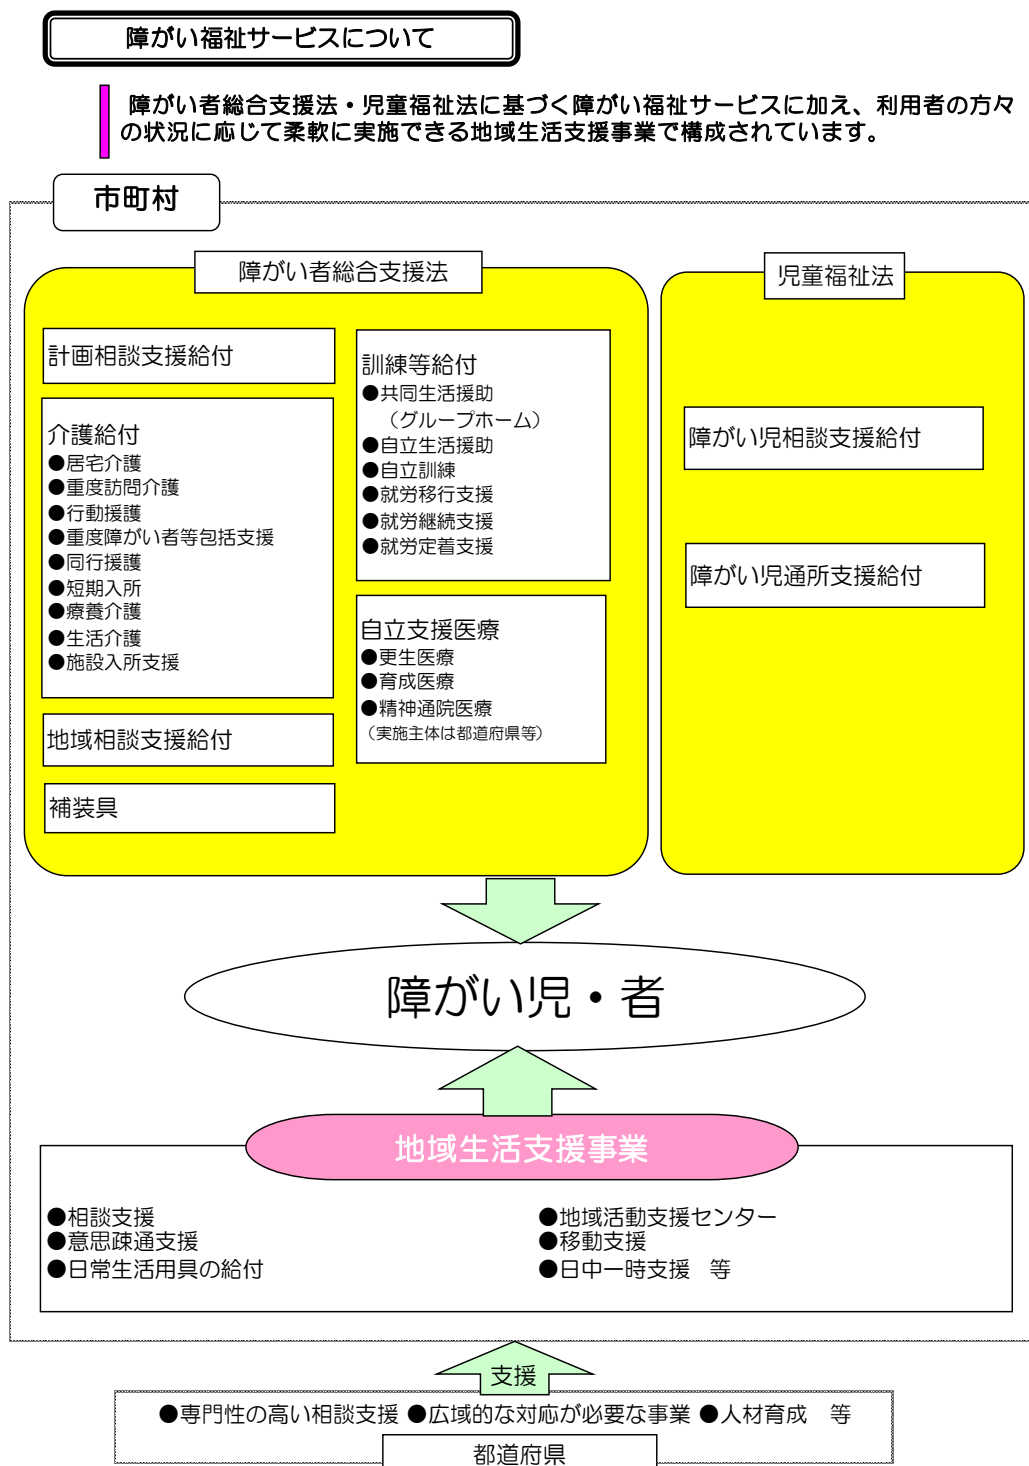 障がい福祉サービスについて
障がい者総合支援法・児童福祉法に基づく障がい福祉サービスに加え、利用者の方々
の状況に応じて柔軟に実施できる地域生活支援事業で構成されています。
市町村
障がい者総合支援法
計画相談支援給付
介護給付
●居宅介護
●重度訪問介護
●行動援護
●重度障がい者等包括支援
●同行援護
●短期入所
●療養介護
●生活介護
●施設入所支援
地域相談支援給付
補装具
訓練等給付
●共同生活援助
（グループホーム）
●自立生活援助
●自立訓練
●就労移行支援
●就労継続支援
●就労定着支援
自立支援医療
●更生医療
●育成医療
●精神通院医療
（実施主体は都道府県等）
児童福祉法
障がい児相談支援給付
障がい児通所支援給付
障がい児・者
地域生活支援事業
●相談支援
●意思疎通支援
●日常生活用具の給付
●地域活動支援センター
●移動支援
●日中一時支援　等
支援
●専門性の高い相談支援 ●広域的な対応が必要な事業 ●人材育成　等
都道府県